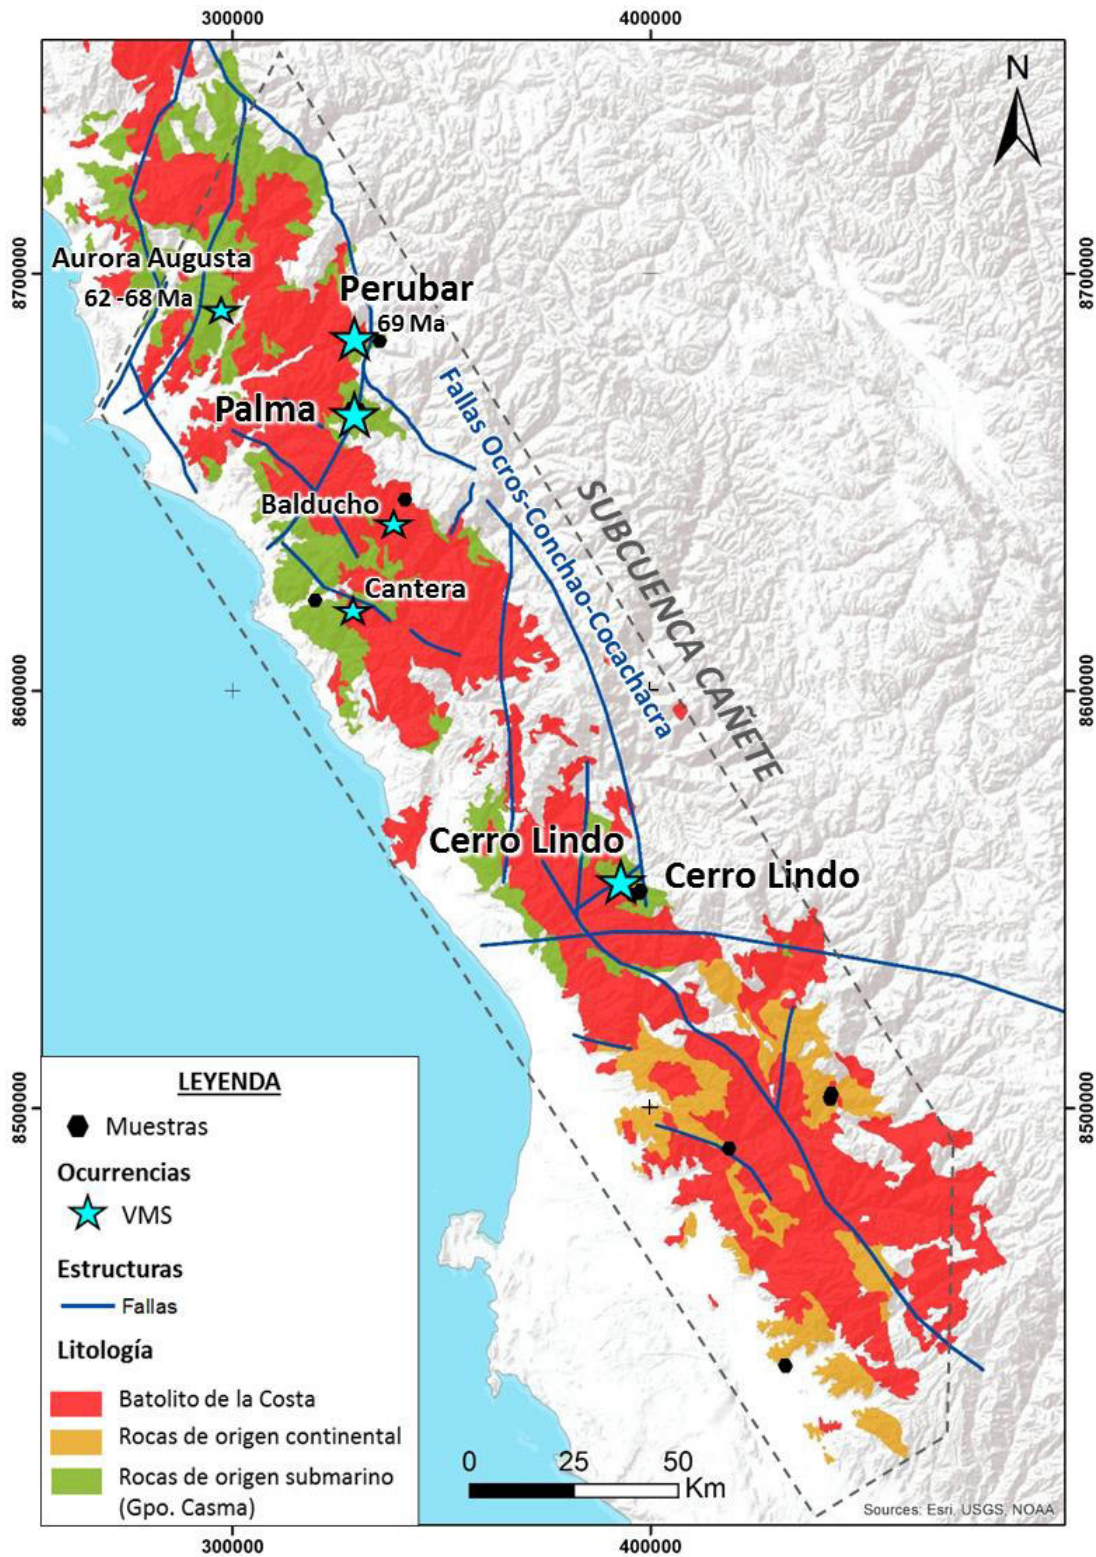 300000
400000
N
8700000
8700000
Aurora Augusta
62 -68 Ma
Perubar
69 Ma
Palma
Fallas Ocros-Conchao-Cocachacra
SUBCUENCA CAÑETE
Balducho
Cantera
8600000
8600000
Cerro Lindo
Cerro Lindo
8500000
8500000
LEYENDA
Muestras
Ocurrencias
VMS
Estructuras
Fallas
Litología
Batolito de la Costa
Rocas de origen continental
Rocas de origen submarino
(Gpo. Casma)
0 25 50
Km
Sources: Esri, USGS, NOAA
300000
400000